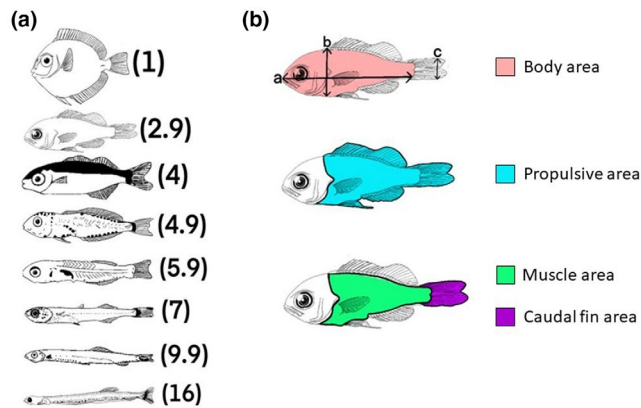 (a)
(1)
(2.9)
(4)
(4.9)
(5.9)
(7)
(9.9)
(16)
(b)
a
b
c
Body area
Propulsive area
Muscle area
Caudal fin area